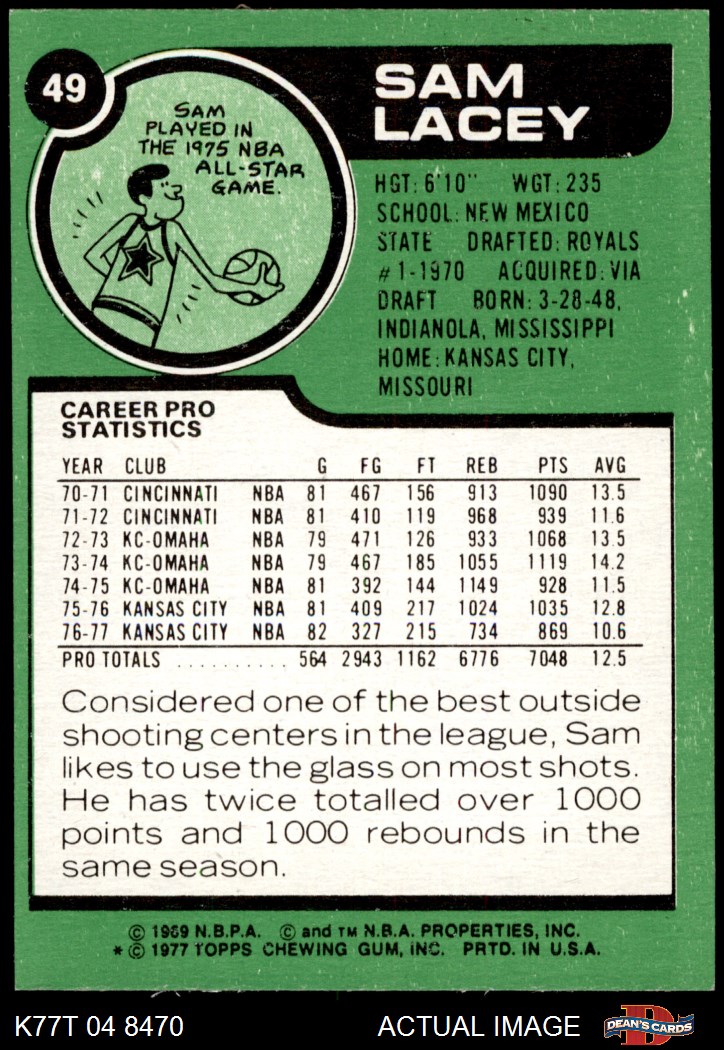 49
SAM
PLAYED IN
THE 1975 NBA
ALL-STAR
GAME.
SAM
LACEY
HGT: 6'10" WGT: 235
SCHOOL: NEW MEXICO
STATE DRAFTED: ROYALS
#1-1970 ACQUIRED: VIA
DRAFT BORN: 3-28-48,
INDIANOLA, MISSISSIPPI
HOME: KANSAS CITY,
MISSOURI
CAREER PRO
STATISTICS
YEAR CLUB G FG FT REB PTS AVG
70-71 CINCINNATI NBA 81 467 156 913 1090 13.5
71-72 CINCINNATI NBA 81 410 119 968 939 11.6
72-73 KC-OMAHA NBA 79 471 126 933 1068 13.5
73-74 KC-OMAHA NBA 79 467 185 1055 1119 14.2
74-75 KC-OMAHA NBA 81 392 144 1149 928 11.5
75-76 KANSAS CITY NBA 81 409 217 1024 1035 12.8
76-77 KANSAS CITY NBA 82 327 215 734 869 10.6
PRO TOTALS .......... 564 2943 1162 6776 7048 12.5
Considered one of the best outside
shooting centers in the league, Sam
likes to use the glass on most shots.
He has twice totalled over 1000
points and 1000 rebounds in the
same season.
© 1969 N.B.P.A. © and TM N.B.A. PROPERTIES, INC.
* © 1977 TOPPS CHEWING GUM, INC. PRTD. IN U.S.A.
K77T 04 8470 ACTUAL IMAGE D DEAN'S CARDS